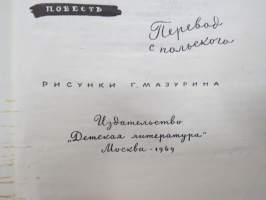 ПОВЕСТЬ
Перевод
с польского
РИСУНКИ Г. МАЗУРИНА
Издательство
„Детская литература“
Москва - 1969